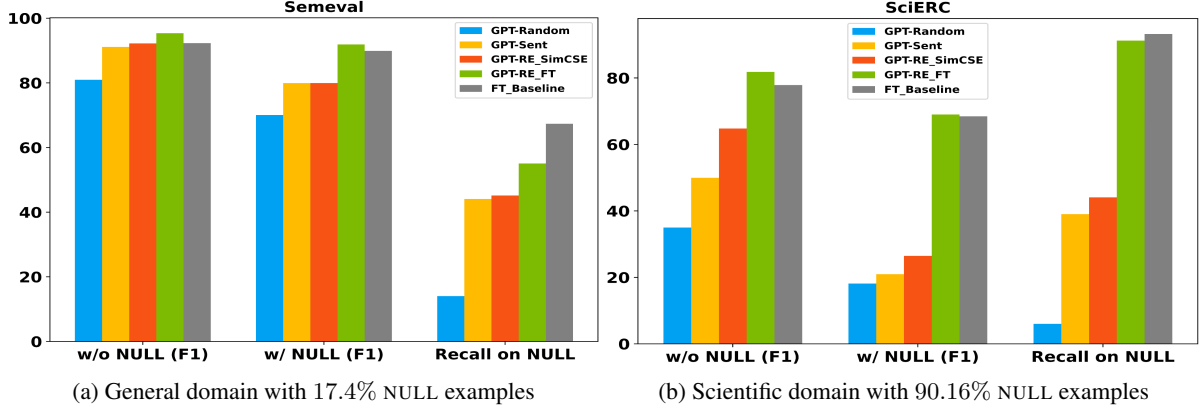 Semeval
100
80
60
40
20
0
GPT-Random
GPT-Sent
GPT-RE_SimCSE
GPT-RE_FT
FT_Baseline
w/o NULL (F1)
w/ NULL (F1)
Recall on NULL
(a) General domain with 17.4% NULL examples
SciERC
80
60
40
20
0
GPT-Random
GPT-Sent
GPT-RE_SimCSE
GPT-RE_FT
FT_Baseline
w/o NULL (F1)
w/ NULL (F1)
Recall on NULL
(b) Scientific domain with 90.16% NULL examples